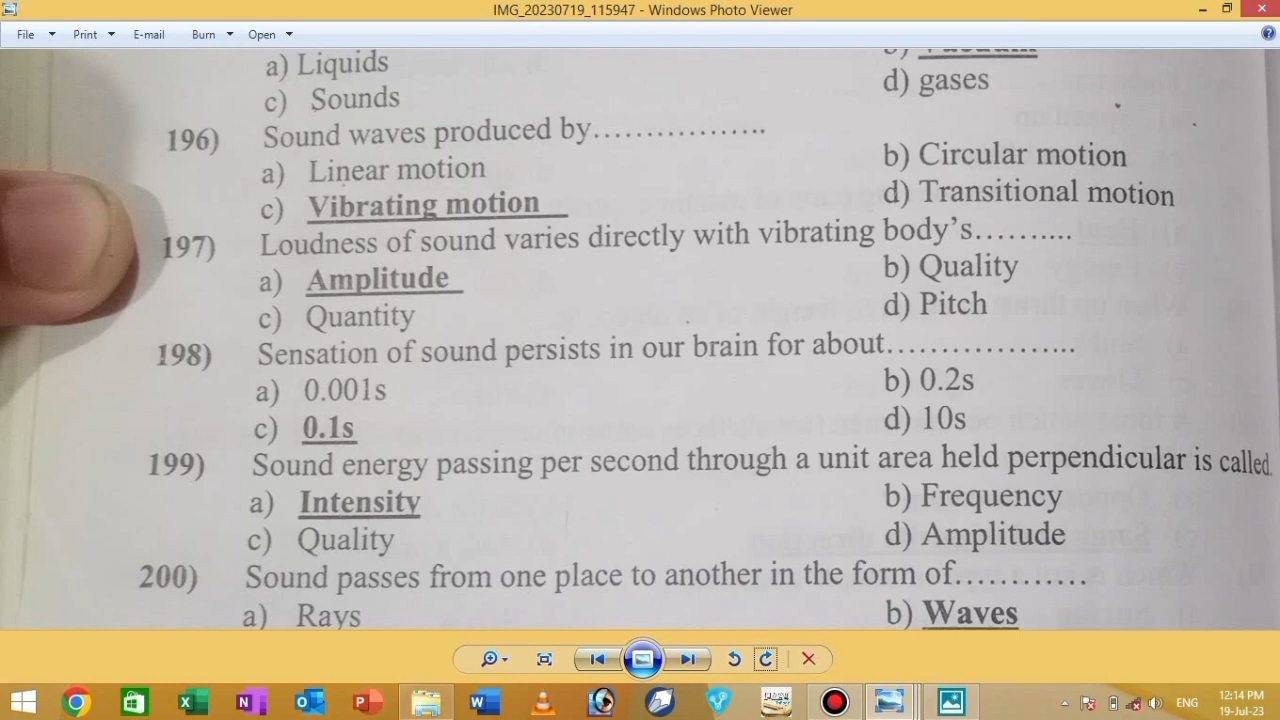 IMG_20230719_115947 - Windows Photo Viewer
File Print E-mail Burn Open
a) Liquids b) Vacuum
c) Sounds d) gases
196) Sound waves produced by.................
a) Linear motion b) Circular motion
c) Vibrating motion d) Transitional motion
197) Loudness of sound varies directly with vibrating body's..........
a) Amplitude b) Quality
c) Quantity d) Pitch
198) Sensation of sound persists in our brain for about...................
a) 0.001s b) 0.2s
c) 0.1s d) 10s
199) Sound energy passing per second through a unit area held perpendicular is called.
a) Intensity b) Frequency
c) Quality d) Amplitude
200) Sound passes from one place to another in the form of.............
a) Rays b) Waves
ENG 12:14 PM
19-Jul-23